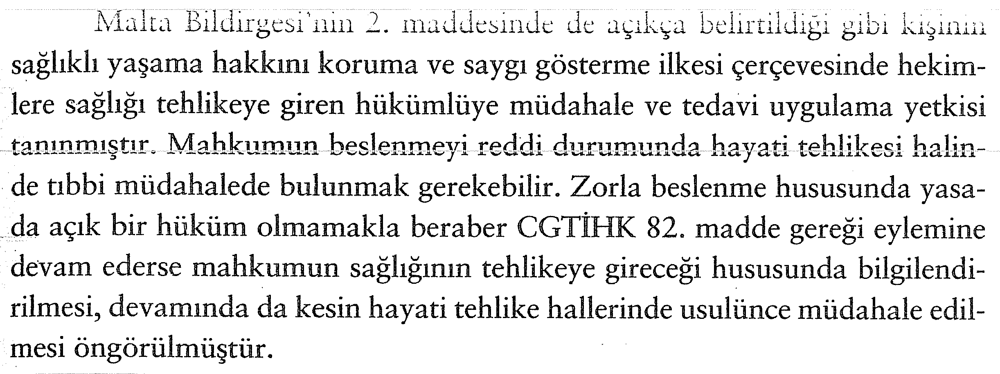 Malta Bildirgesi'nin 2. maddesinde de açıkça belirtildiği gibi kişinin
sağlıklı yaşama hakkını koruma ve saygı gösterme ilkesi çerçevesinde hekim-
lere sağlığı tehlikeye giren hükümlüye müdahale ve tedavi uygulama yetkisi
tanınmıştır. Mahkumun beslenmeyi reddi durumunda hayati tehlikesi halin-
de tıbbi müdahalede bulunmak gerekebilir. Zorla beslenme hususunda yasa-
da açık bir hüküm olmamakla beraber CGTİHK 82. madde gereği eylemine
devam ederse mahkumun sağlığının tehlikeye gireceği hususunda bilgilendi-
rilmesi, devamında da kesin hayati tehlike hallerinde usulünce müdahale edil-
mesi öngörülmüştür.